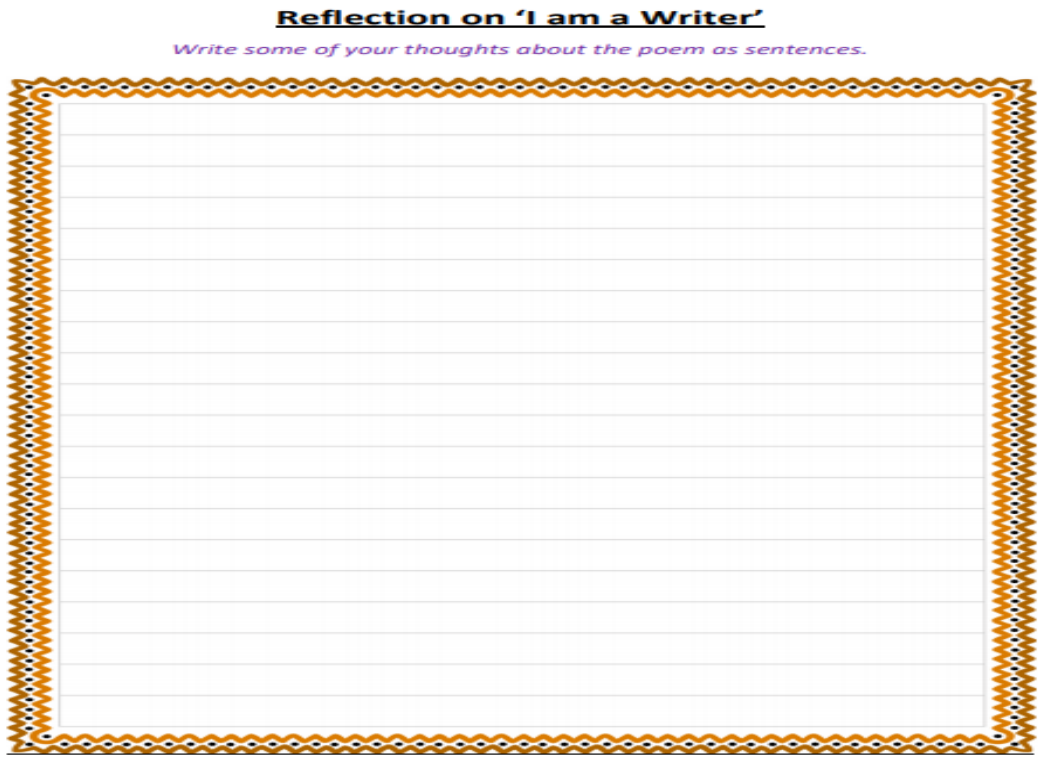 Reflection on ‘I am a Writer’
Write some of your thoughts about the poem as sentences.